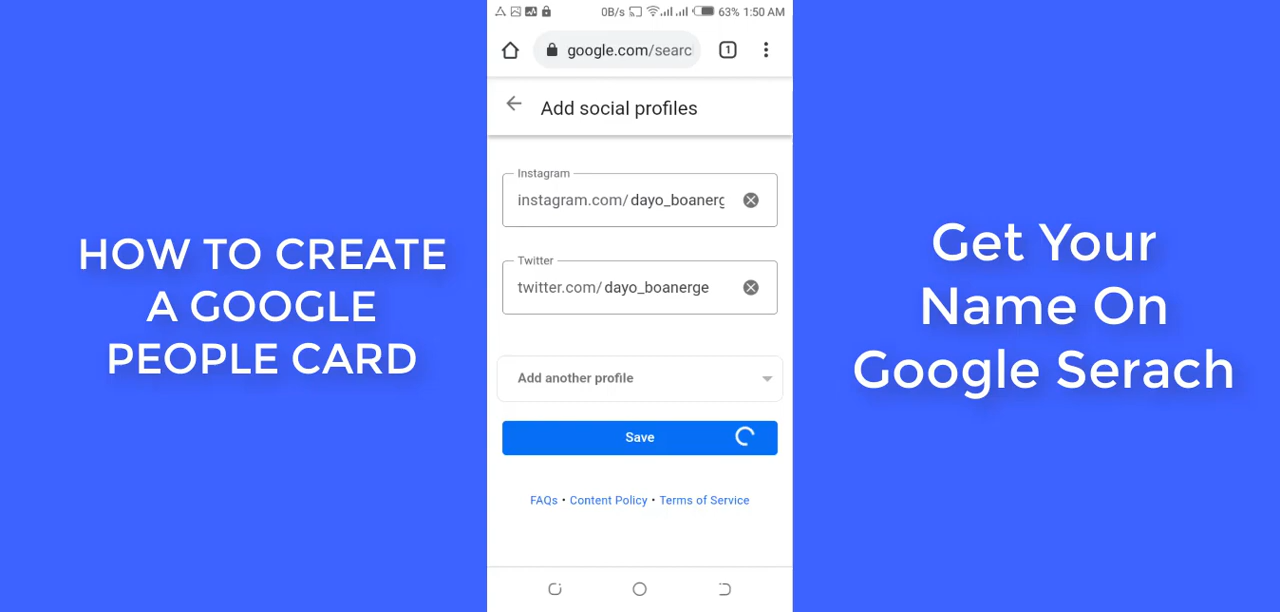 HOW TO CREATE
A GOOGLE
PEOPLE CARD
0B/s 63% 1:50 AM
google.com/searc
1
Add social profiles
Instagram
instagram.com/dayo_boanerg
Twitter
twitter.com/dayo_boanerge
Add another profile
Save
FAQs • Content Policy • Terms of Service
Get Your
Name On
Google Serach